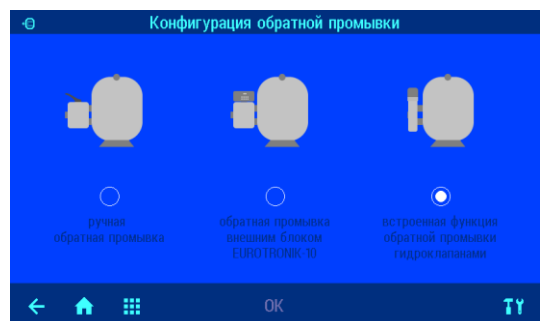 Конфигурация обратной промывки
ручная
обратная промывка
обратная промывка
внешним блоком
EUROTRONIK-10
встроенная функция
обратной промывки
гидроклапанами
OK